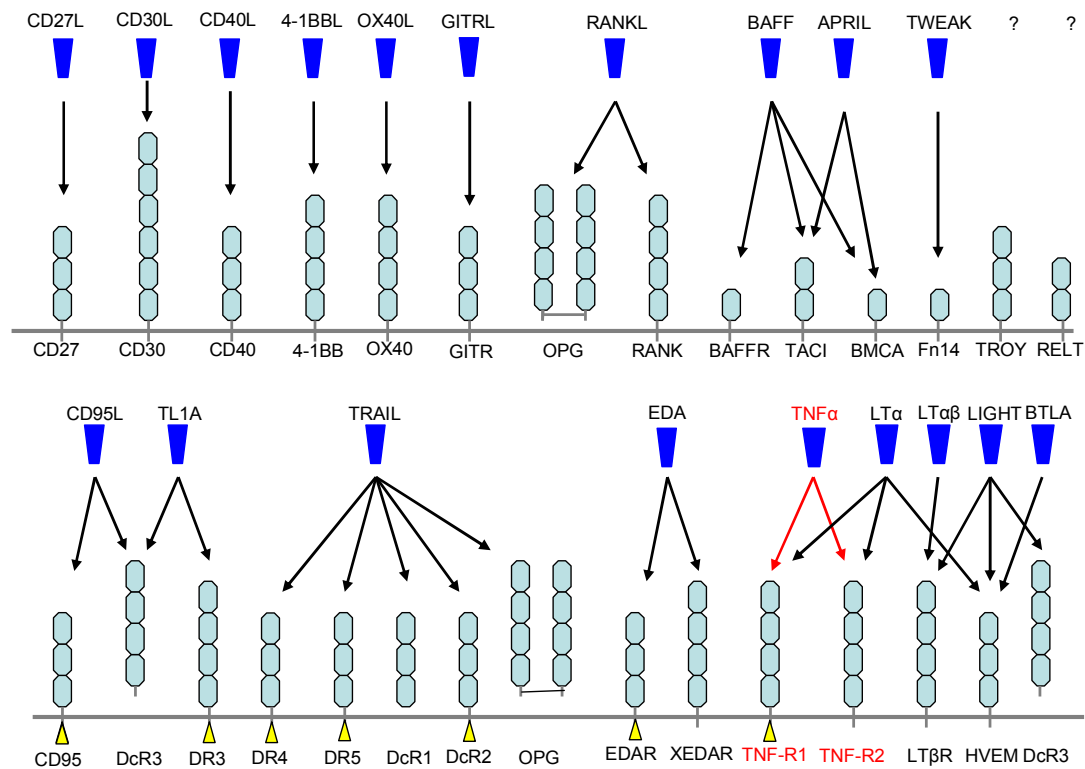 CD27L CD30L CD40L 4-1BBL OX40L GITRL RANKL BAFF APRIL TWEAK ? ?
CD27 CD30 CD40 4-1BB OX40 GITR OPG RANK BAFFR TACI BMCA Fn14 TROY RELT
CD95L TL1A TRAIL EDA TNFα LTα LTαβ LIGHT BTLA
CD95 DcR3 DR3 DR4 DR5 DcR1 DcR2 OPG EDAR XEDAR TNF-R1 TNF-R2 LTβR HVEM DcR3